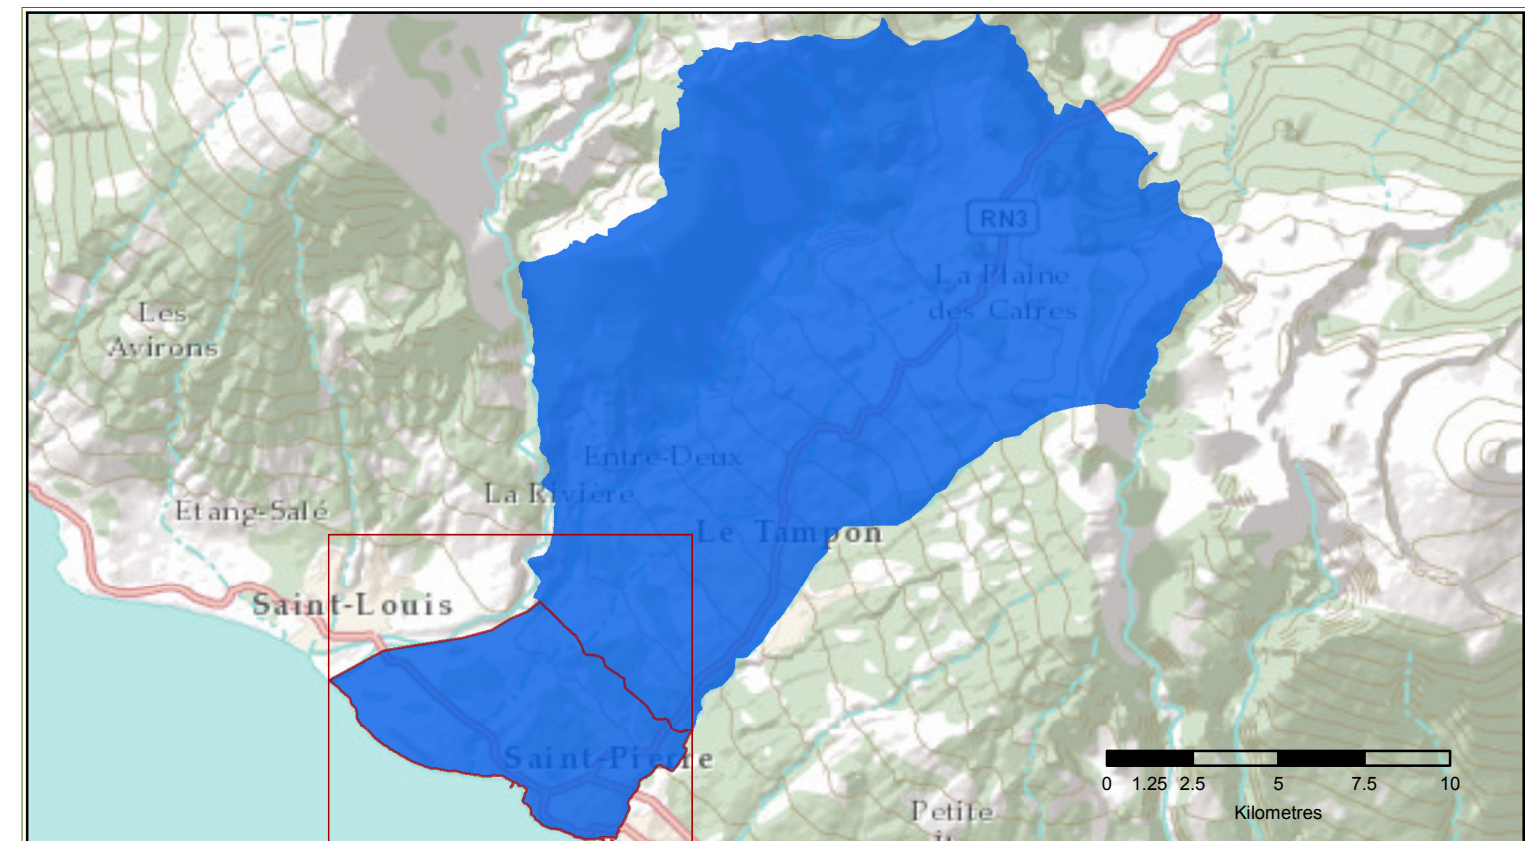 RN3
La Plaine
des Cafres
Les
Avirons
Entre-Deux
La Rivière
Etang-Salé
Le Tampon
Saint-Louis
Saint-Pierre
0 1.25 2.5 5 7.5 10
Kilometres
Petite